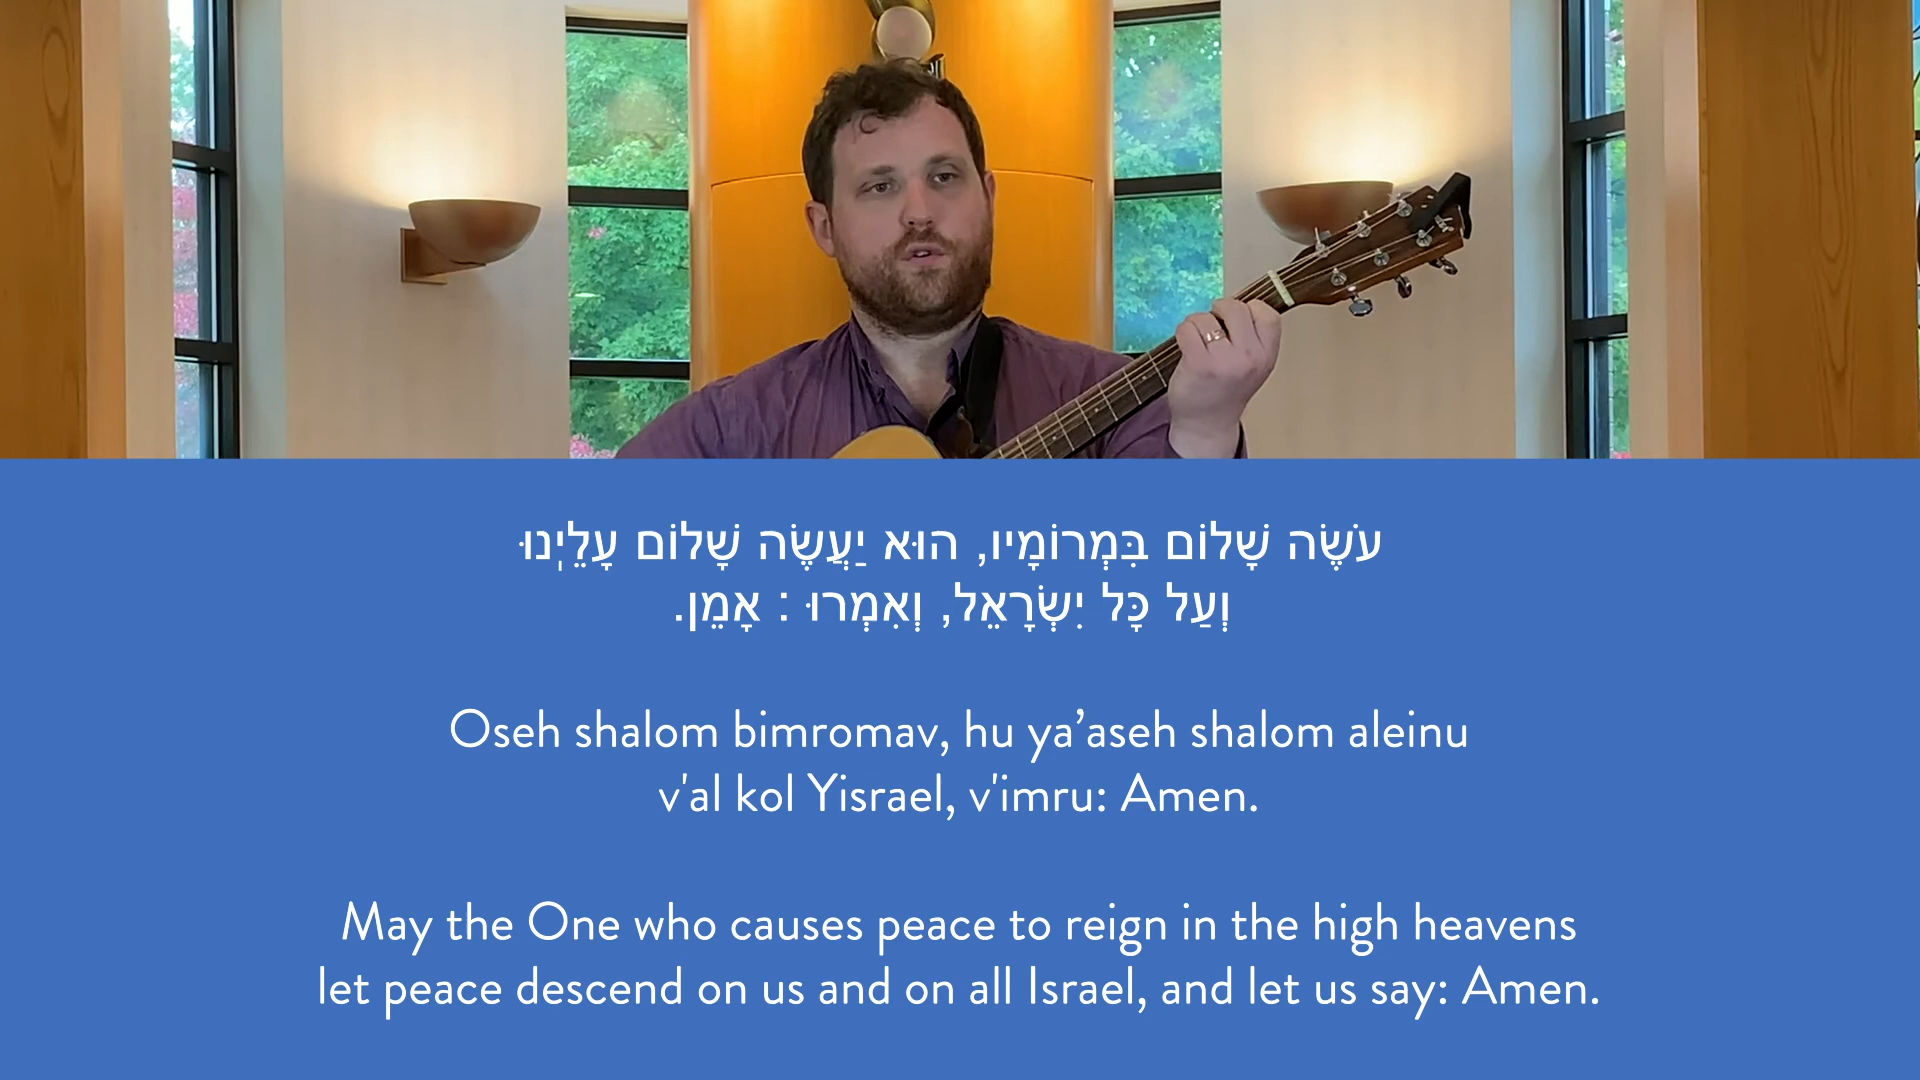 עֹשֶׂה שָׁלוֹם בִּמְרוֹמָיו, הוּא יַעֲשֶׂה שָׁלוֹם עָלֵיְנוּ
וְעַל כָּל יִשְׂרָאֵל, וְאִמְרוּ : אָמֵן.
Oseh shalom bimromav, hu ya’aseh shalom aleinu
v'al kol Yisrael, v'imru: Amen.
May the One who causes peace to reign in the high heavens
let peace descend on us and on all Israel, and let us say: Amen.